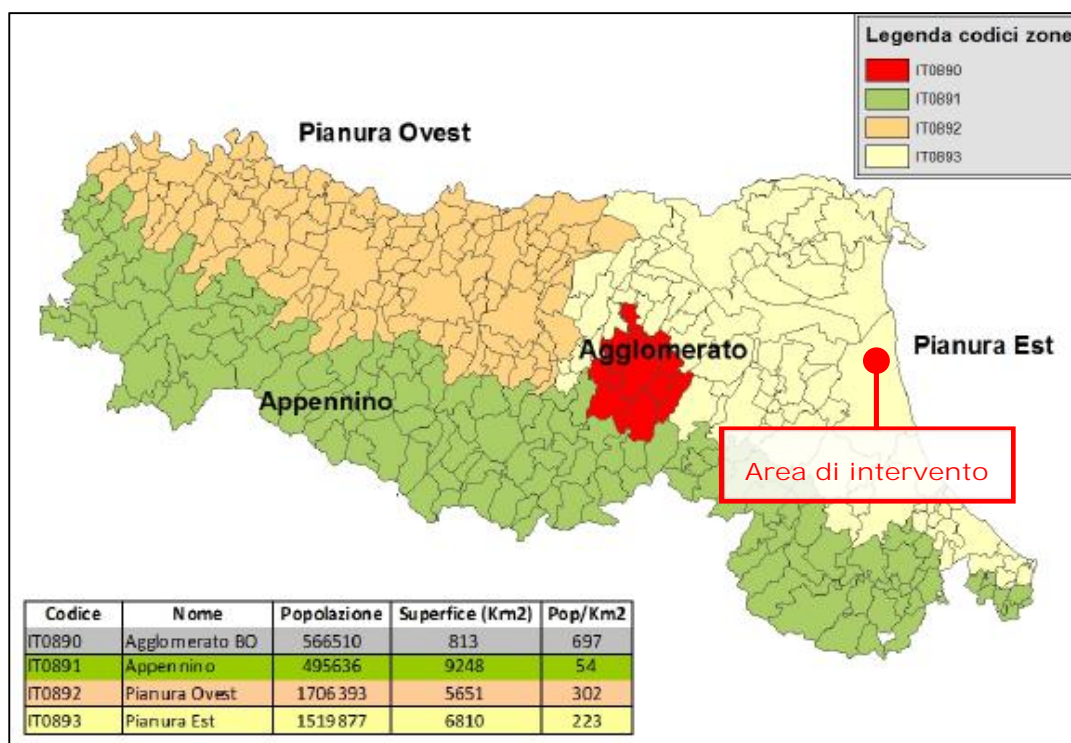 Legenda codici zone
IT0890
IT0891
IT0892
IT0893
Pianura Ovest
Agglomerato
Pianura Est
Appennino
Area di intervento
Codice Nome Popolazione Superfice (Km2) Pop/Km2
IT0890 Agglomerato BO 566510 813 697
IT0891 Appennino 495636 9248 54
IT0892 Pianura Ovest 1706393 5651 302
IT0893 Pianura Est 1519877 6810 223